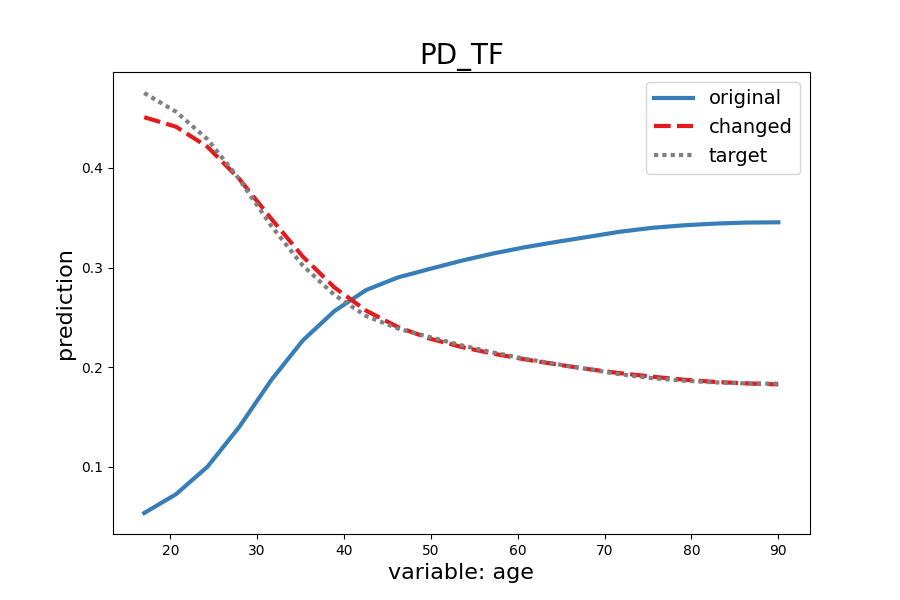 PD_TF
original
changed
target
prediction
0.4
0.3
0.2
0.1
20 30 40 50 60 70 80 90
variable: age